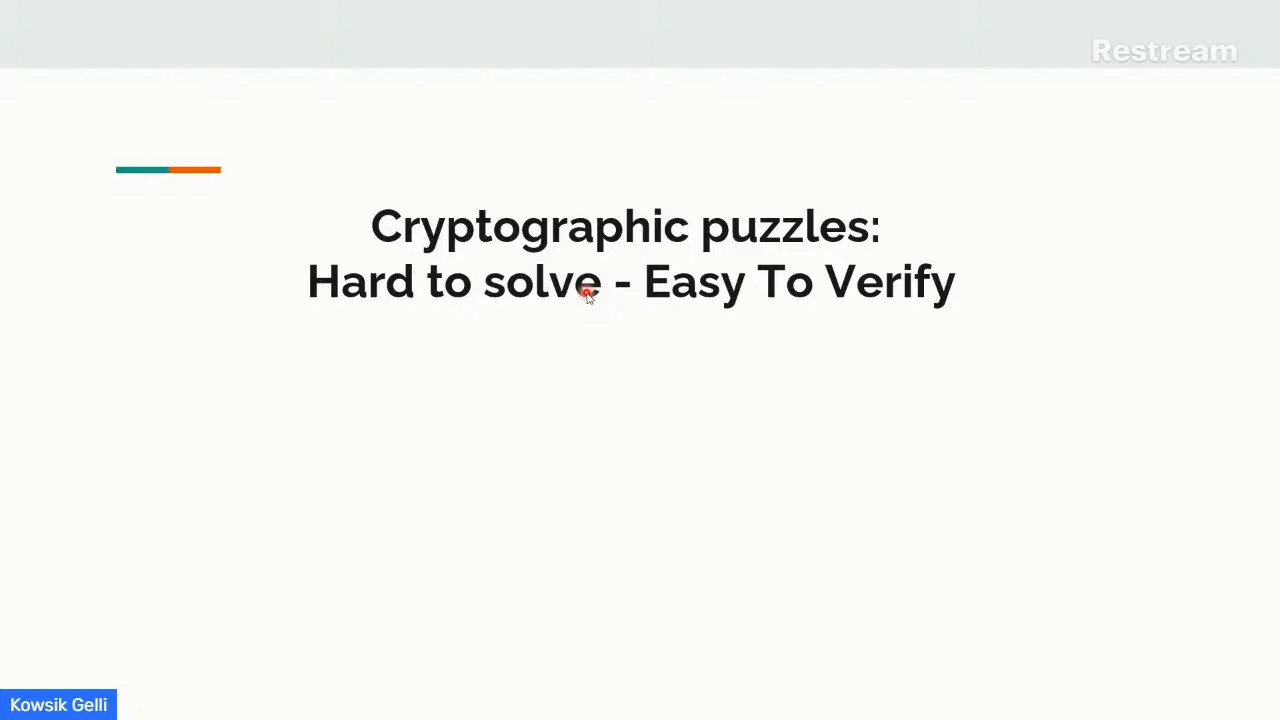 Restream
Cryptographic puzzles:
Hard to solve - Easy To Verify
Kowsik Gelli